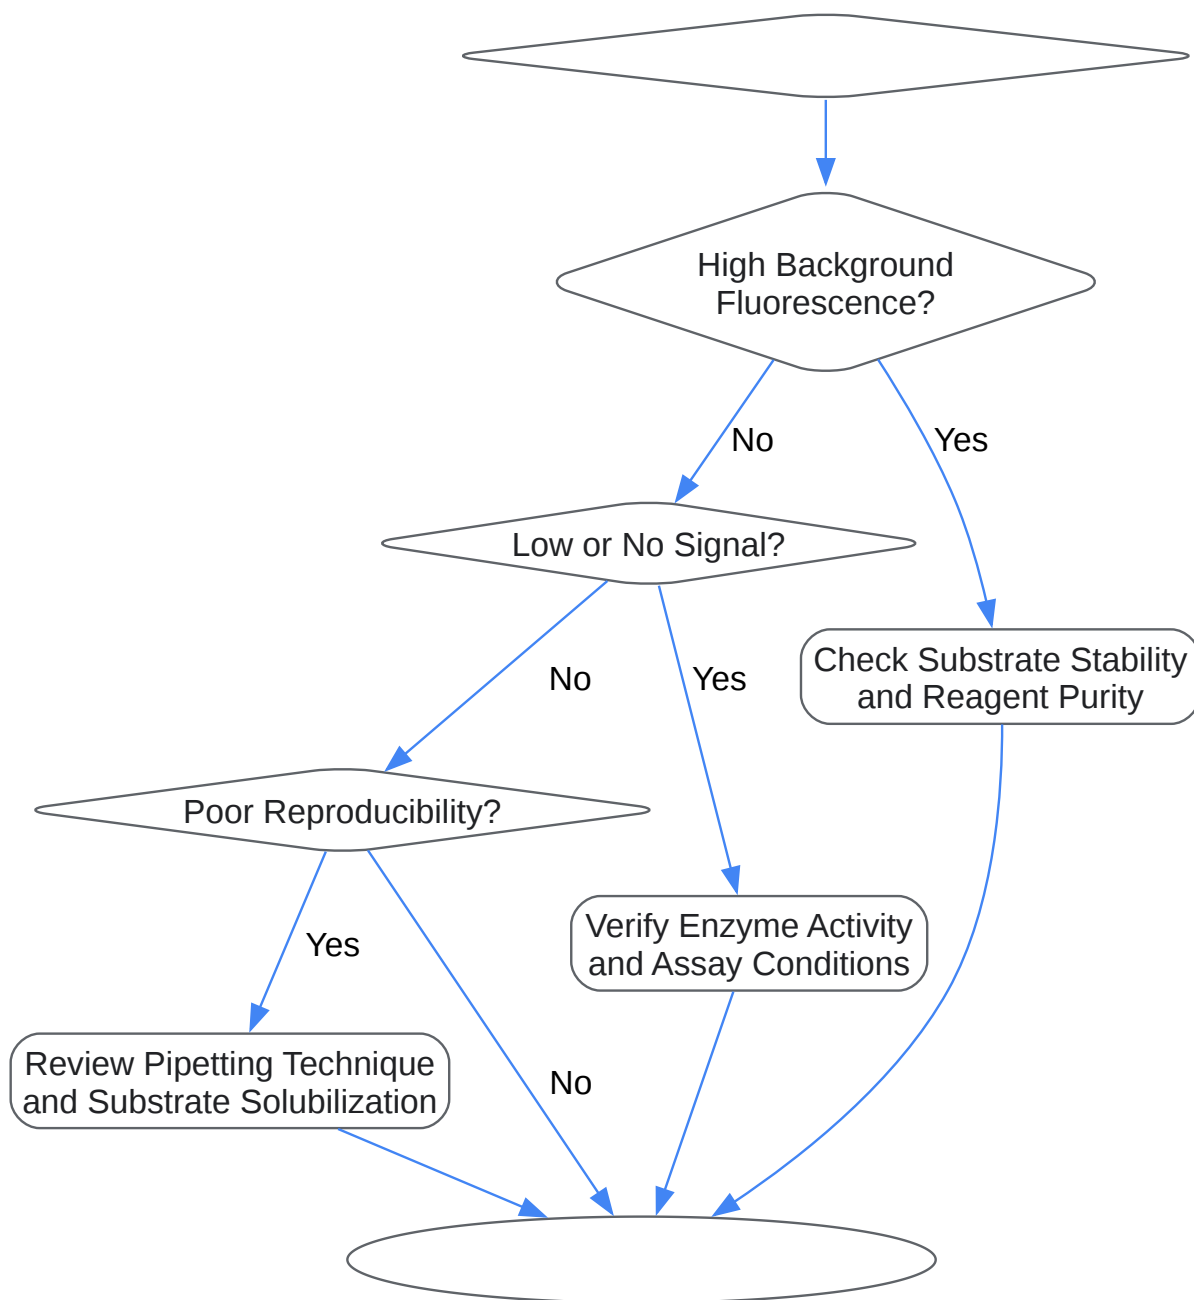 High Background
Fluorescence?
No
Yes
Low or No Signal?
Check Substrate Stability
and Reagent Purity
No
Yes
Poor Reproducibility?
Verify Enzyme Activity
and Assay Conditions
Yes
Review Pipetting Technique
and Substrate Solubilization
No